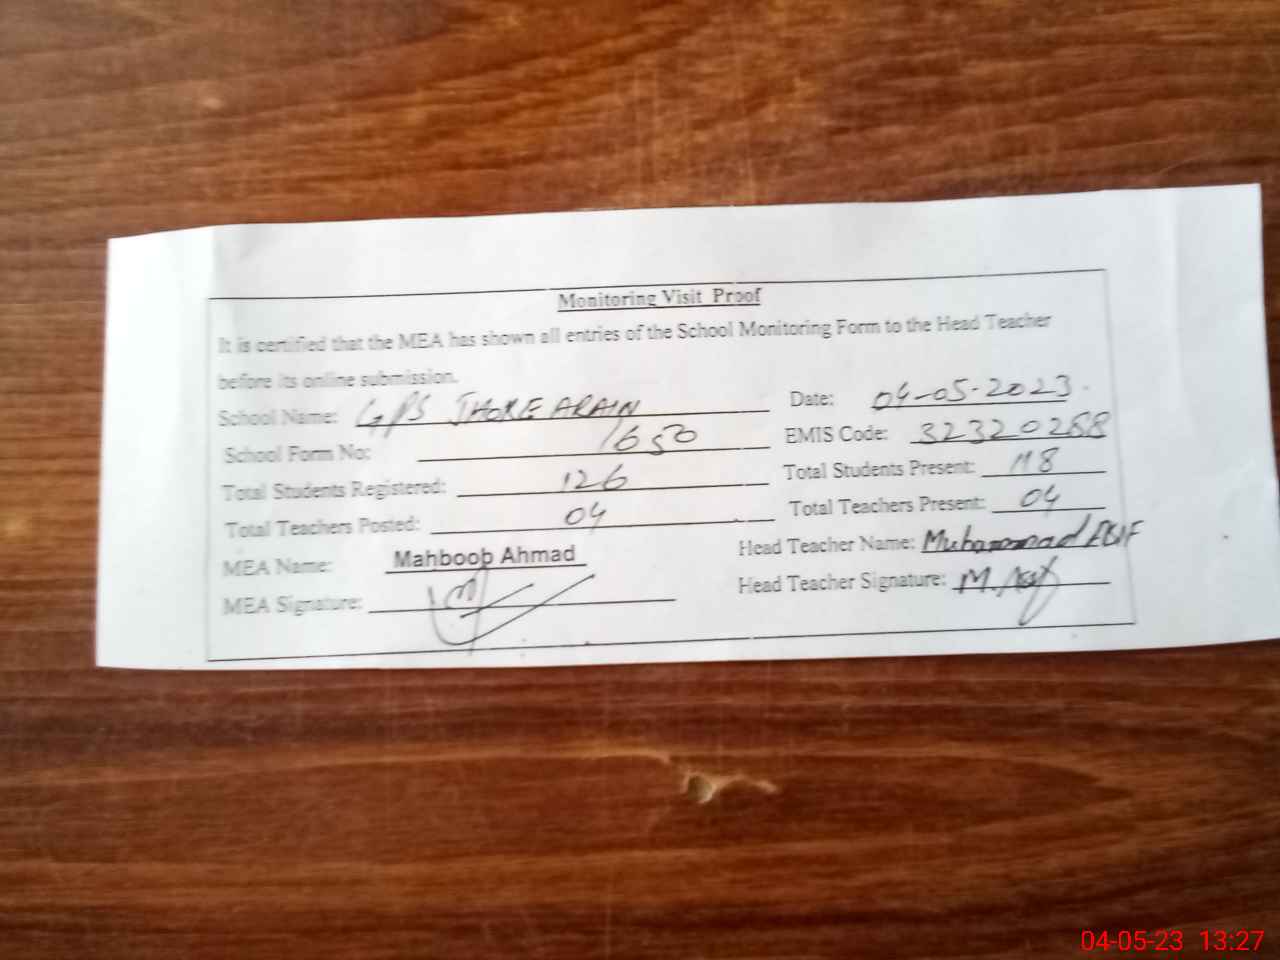 Monitoring Visit Proof
It is certified that the MEA has shown all entries of the School Monitoring Form to the Head Teacher
before its online submission.
School Name: GPS THORE ARAIN Date: 04-05-2023.
School Form No: 1650 EMIS Code: 32320268
Total Students Registered: 126 Total Students Present: 118
Total Teachers Posted: 04 Total Teachers Present: 04
MEA Name: Mahboob Ahmad Head Teacher Name: Muhammad ASIF
MEA Signature: Head Teacher Signature: M. Asif
04-05-23 13:27